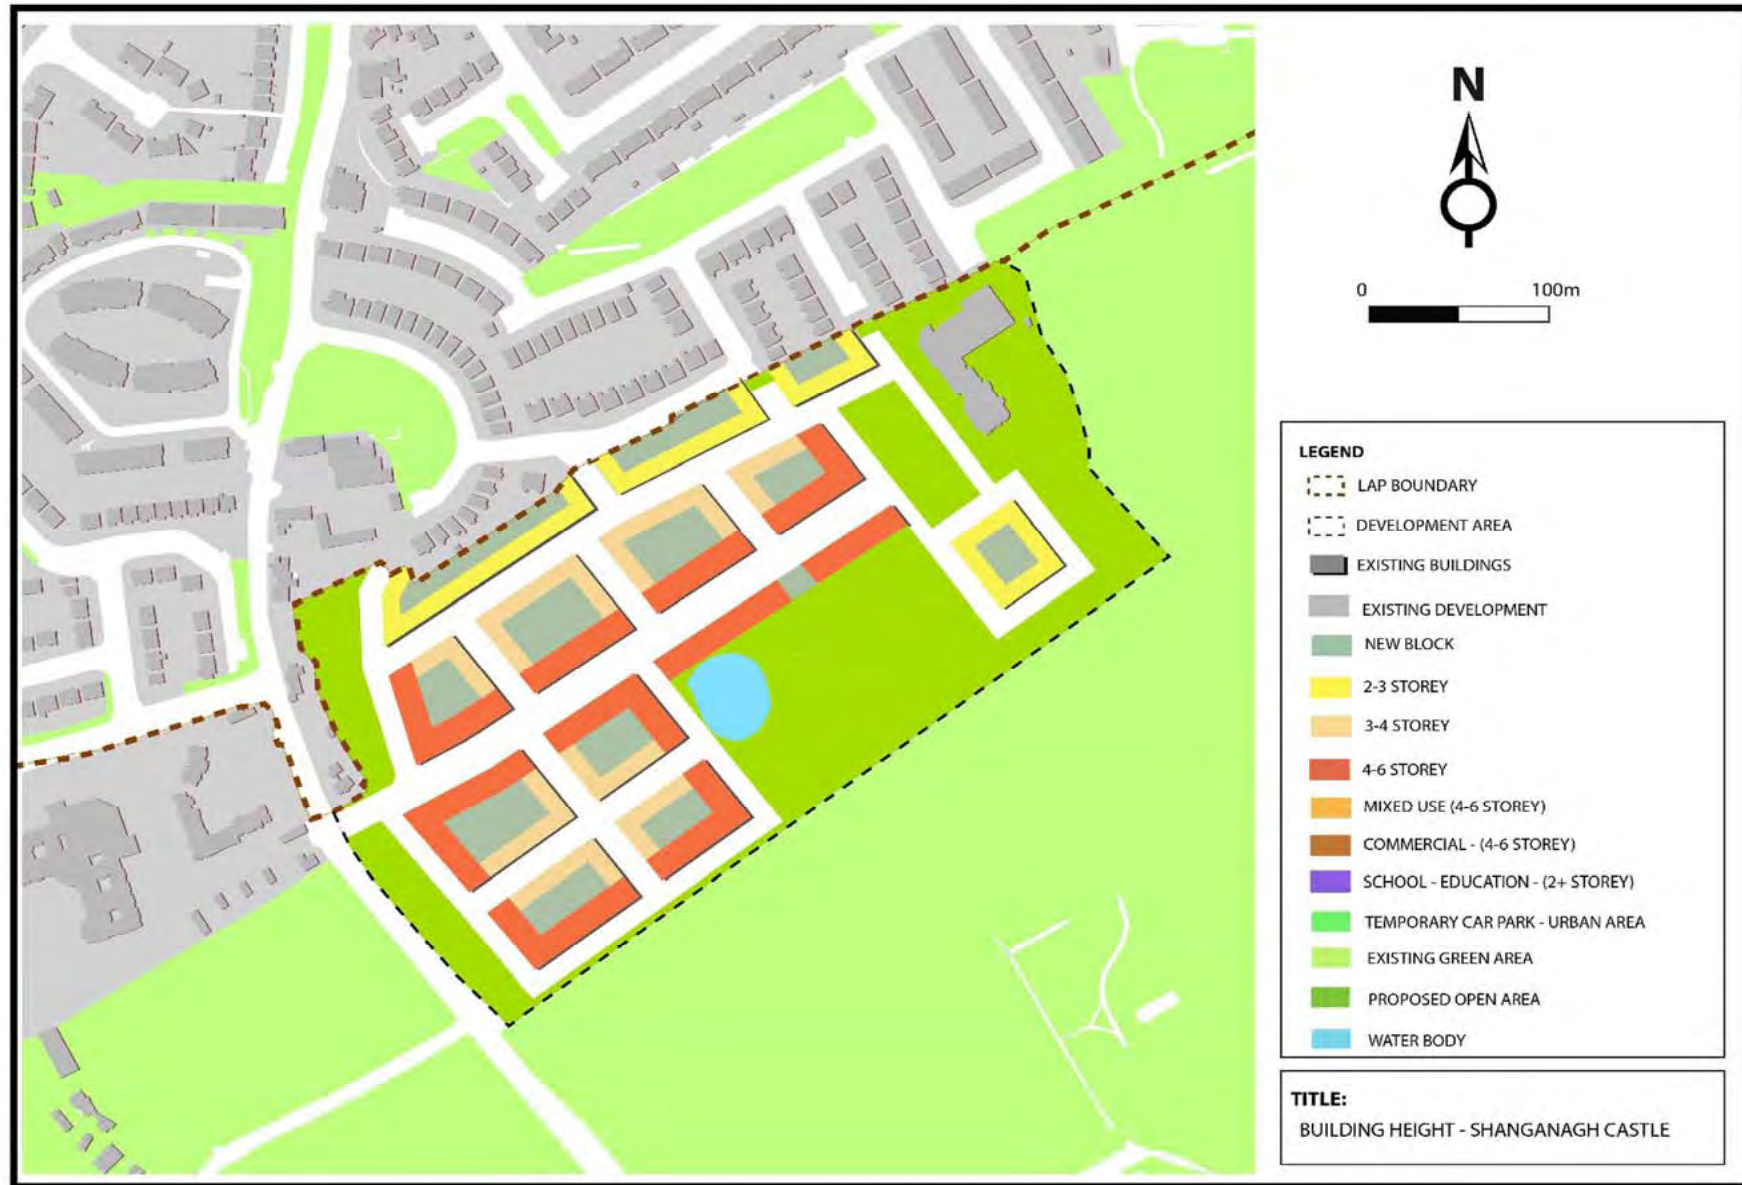 N
0 100m
LEGEND
LAP BOUNDARY
DEVELOPMENT AREA
EXISTING BUILDINGS
EXISTING DEVELOPMENT
NEW BLOCK
2-3 STOREY
3-4 STOREY
4-6 STOREY
MIXED USE (4-6 STOREY)
COMMERCIAL - (4-6 STOREY)
SCHOOL - EDUCATION - (2+ STOREY)
TEMPORARY CAR PARK - URBAN AREA
EXISTING GREEN AREA
PROPOSED OPEN AREA
WATER BODY
TITLE:
BUILDING HEIGHT - SHANGANAGH CASTLE